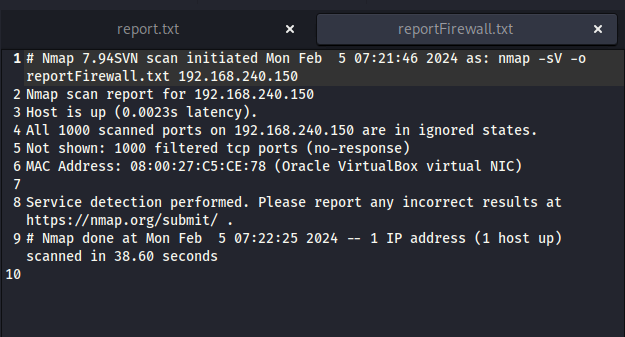 report.txt × reportFirewall.txt ×
1 # Nmap 7.94SVN scan initiated Mon Feb  5 07:21:46 2024 as: nmap -sV -o
reportFirewall.txt 192.168.240.150
2 Nmap scan report for 192.168.240.150
3 Host is up (0.0023s latency).
4 All 1000 scanned ports on 192.168.240.150 are in ignored states.
5 Not shown: 1000 filtered tcp ports (no-response)
6 MAC Address: 08:00:27:C5:CE:78 (Oracle VirtualBox virtual NIC)
7
8 Service detection performed. Please report any incorrect results at
https://nmap.org/submit/ .
9 # Nmap done at Mon Feb  5 07:22:25 2024 -- 1 IP address (1 host up)
scanned in 38.60 seconds
10